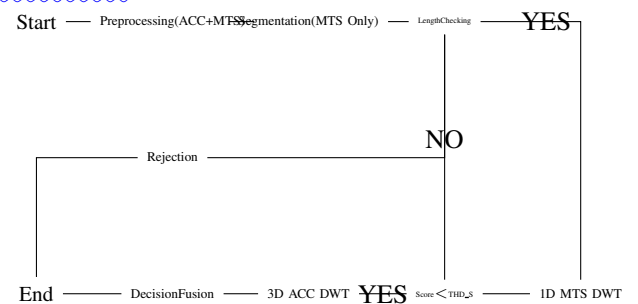 Start Preprocessing(ACC+MTS) Segmentation(MTS Only) LengthChecking YES
NO
Rejection
End DecisionFusion 3D ACC DWT YES Score<THD_S 1D MTS DWT